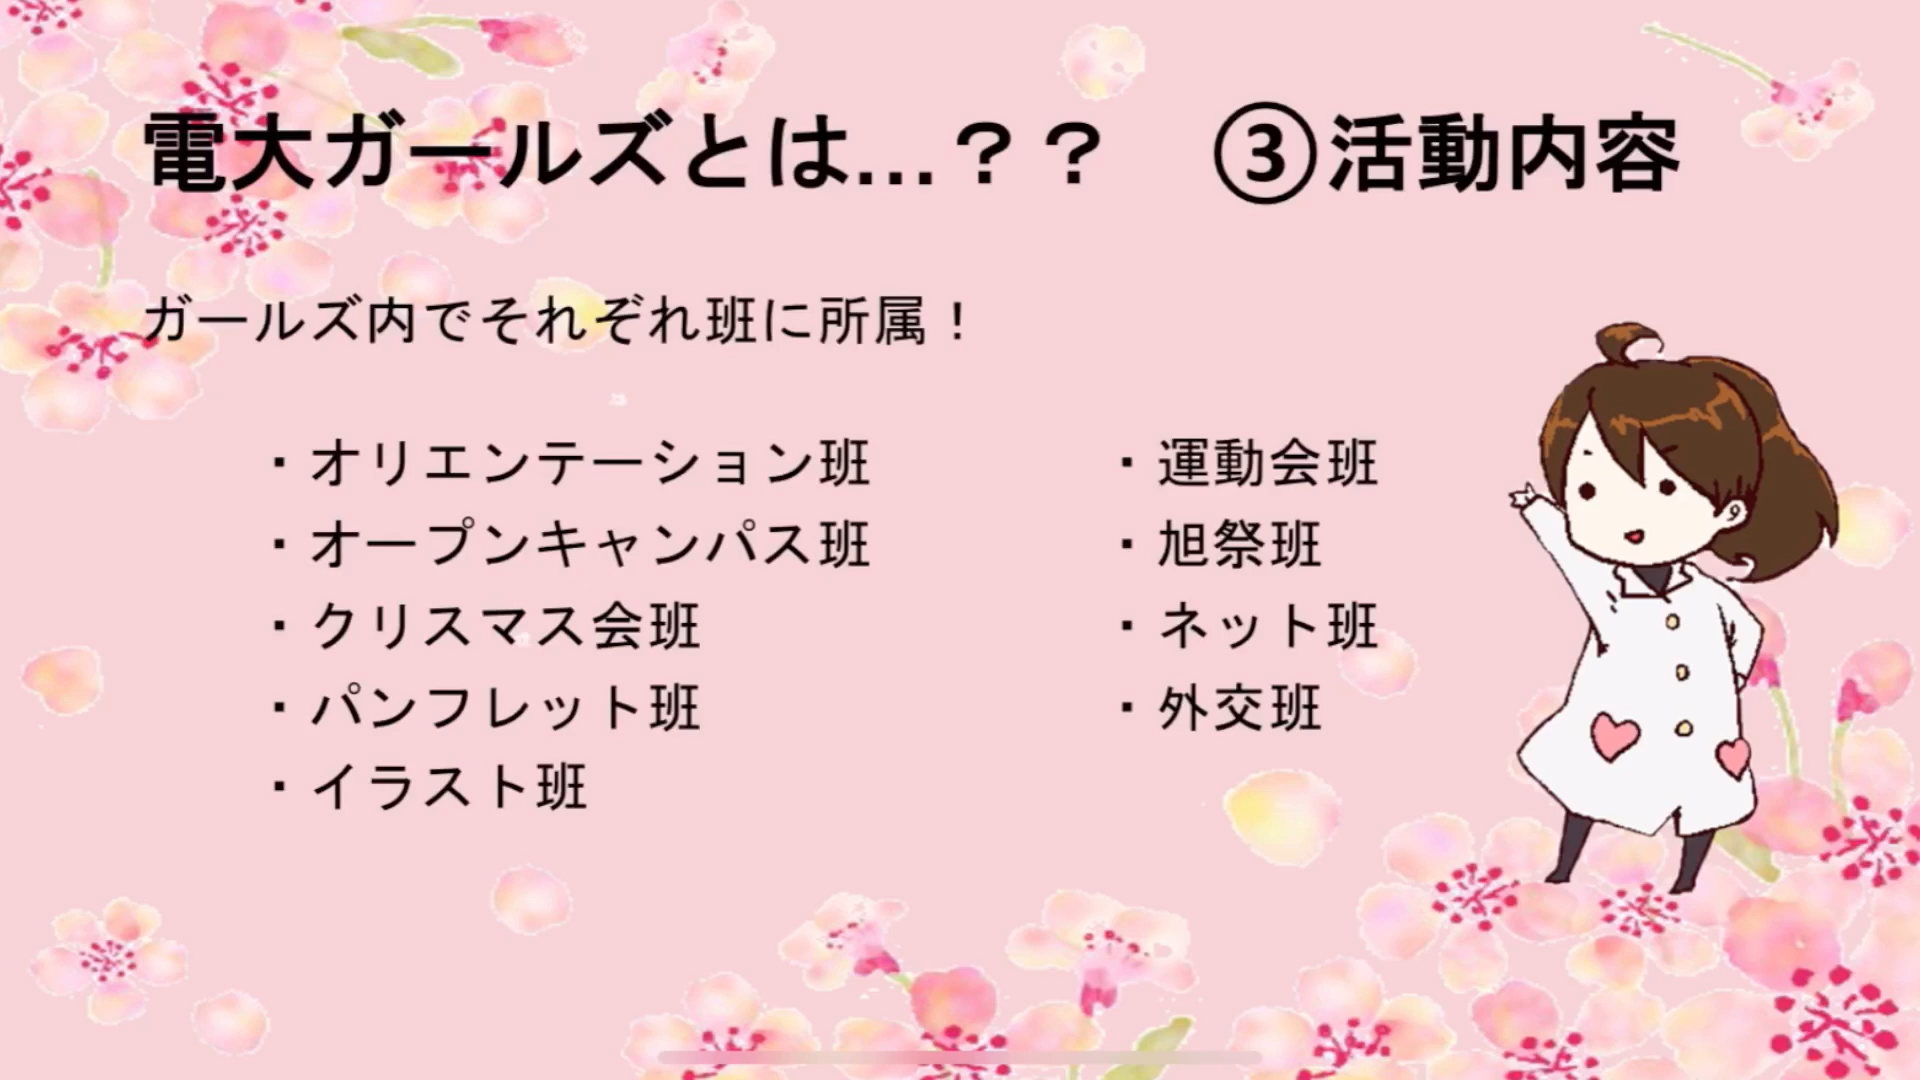 電大ガールズとは…？？　③活動内容
ガールズ内でそれぞれ班に所属！
・オリエンテーション班
・オープンキャンパス班
・クリスマス会班
・パンフレット班
・イラスト班
・運動会班
・旭祭班
・ネット班
・外交班